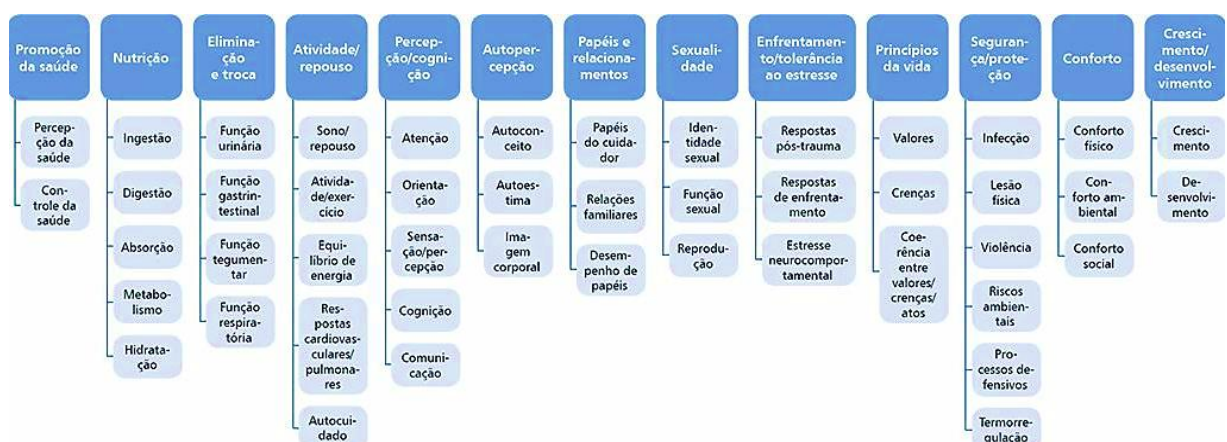 Promoção
da saúde
Percep-
ção da
saúde
Con-
trole da
saúde
Nutrição
Ingestão
Digestão
Absorção
Metabo-
lismo
Hidrata-
ção
Elimina-
ção
e troca
Função
urinária
Função
gastrin-
testinal
Função
tegumen-
tar
Função
respira-
tória
Atividade/
repouso
Sono/
repouso
Ativida-
de/exer-
cício
Equi-
líbrio de
energia
Res-
postas
cardiovas-
culares/
pulmona-
res
Autocui-
dado
Percep-
ção/cogni-
ção
Atenção
Orienta-
ção
Sensa-
ção/per-
cepção
Cognição
Comuni-
cação
Autoper-
cepção
Autocon-
ceito
Autoes-
tima
Ima-
gem
corporal
Papéis e
relaciona-
mentos
Papéis
do cuida-
dor
Relações
familiares
Desem-
penho de
papéis
Sexuali-
dade
Iden-
tidade
sexual
Função
sexual
Reprodu-
ção
Enfrentamen-
to/tolerância
ao estresse
Respostas
pós-trauma
Respostas
de enfren-
tamento
Estresse
neurocompor-
tamental
Princípios
da vida
Valores
Crenças
Coe-
rência
entre
valores/
crenças/
atos
Seguran-
ça/prote-
ção
Infecção
Lesão
física
Violência
Riscos
ambien-
tais
Pro-
cessos de-
fensivos
Termorre-
gulação
Conforto
Conforto
físico
Con-
forto am-
biental
Conforto
social
Cresci-
mento/
desenvol-
vimento
Cresci-
mento
De-
senvolvi-
mento